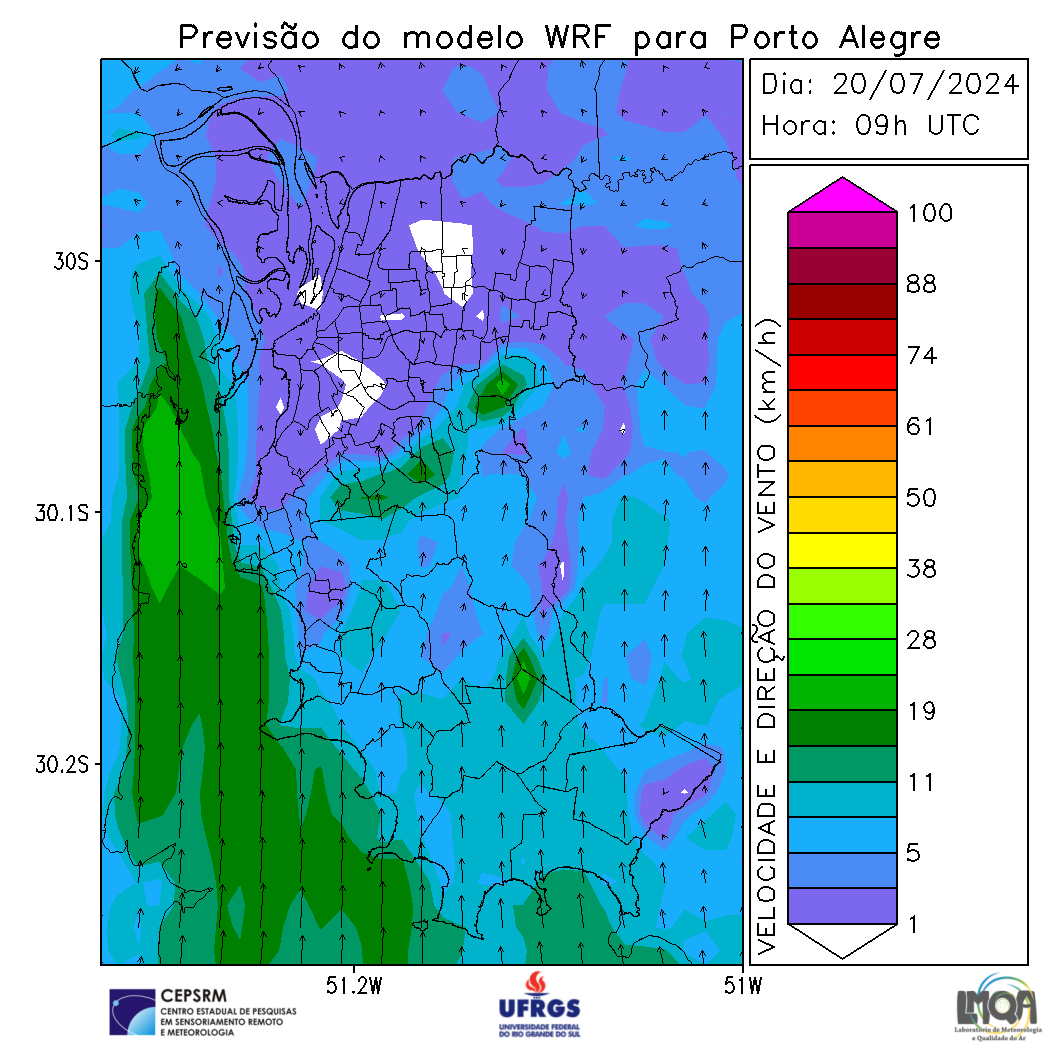 Previsão do modelo WRF para Porto Alegre
Dia: 20/07/2024
Hora: 09h UTC
30S
30.1S
30.2S
51.2W
51W
VELOCIDADE E DIREÇÃO DO VENTO (km/h)
100
88
74
61
50
38
28
19
11
5
1
CEPSRM
CENTRO ESTADUAL DE PESQUISAS
EM SENSORIAMENTO REMOTO
E METEOROLOGIA
UFRGS
UNIVERSIDADE FEDERAL
DO RIO GRANDE DO SUL
LMQA
Laboratório de Meteorologia
e Qualidade do Ar